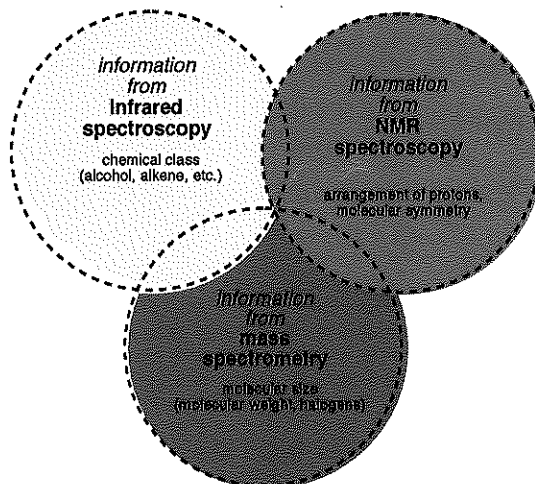 information
from
infrared
spectroscopy
chemical class
(alcohol, alkene, etc.)
information
from
NMR
spectroscopy
arrangement of protons,
molecular symmetry
information
from
mass
spectrometry
molecular size
(molecular weight, halogens)